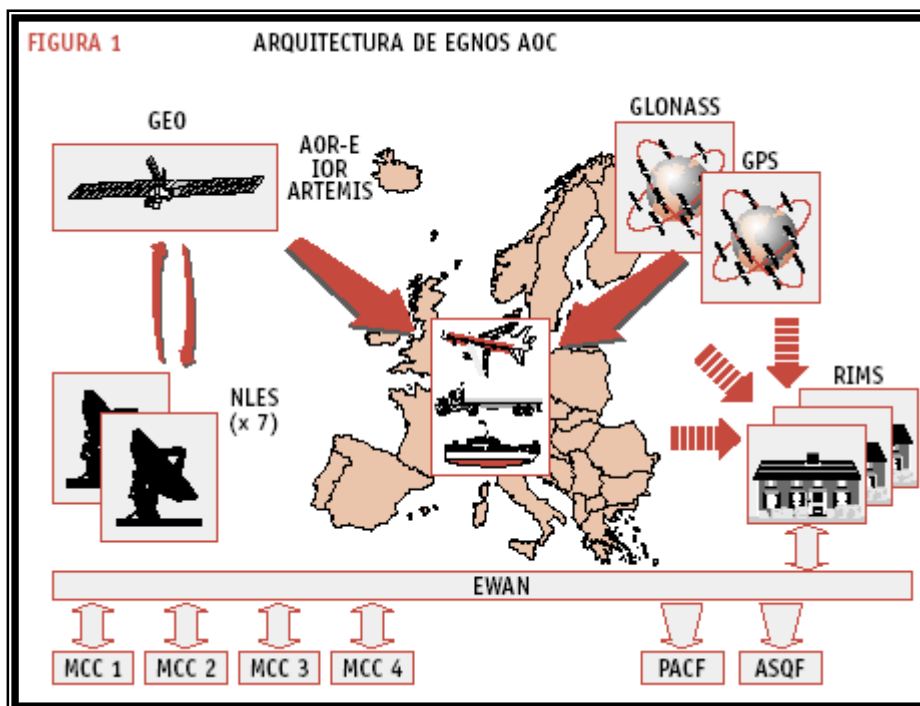 FIGURA 1
ARQUITECTURA DE EGNOS AOC
GEO
AOR-E
IOR
ARTEMIS
GLONASS
GPS
NLES
(x 7)
RIMS
EWAN
MCC 1
MCC 2
MCC 3
MCC 4
PACF
ASQF